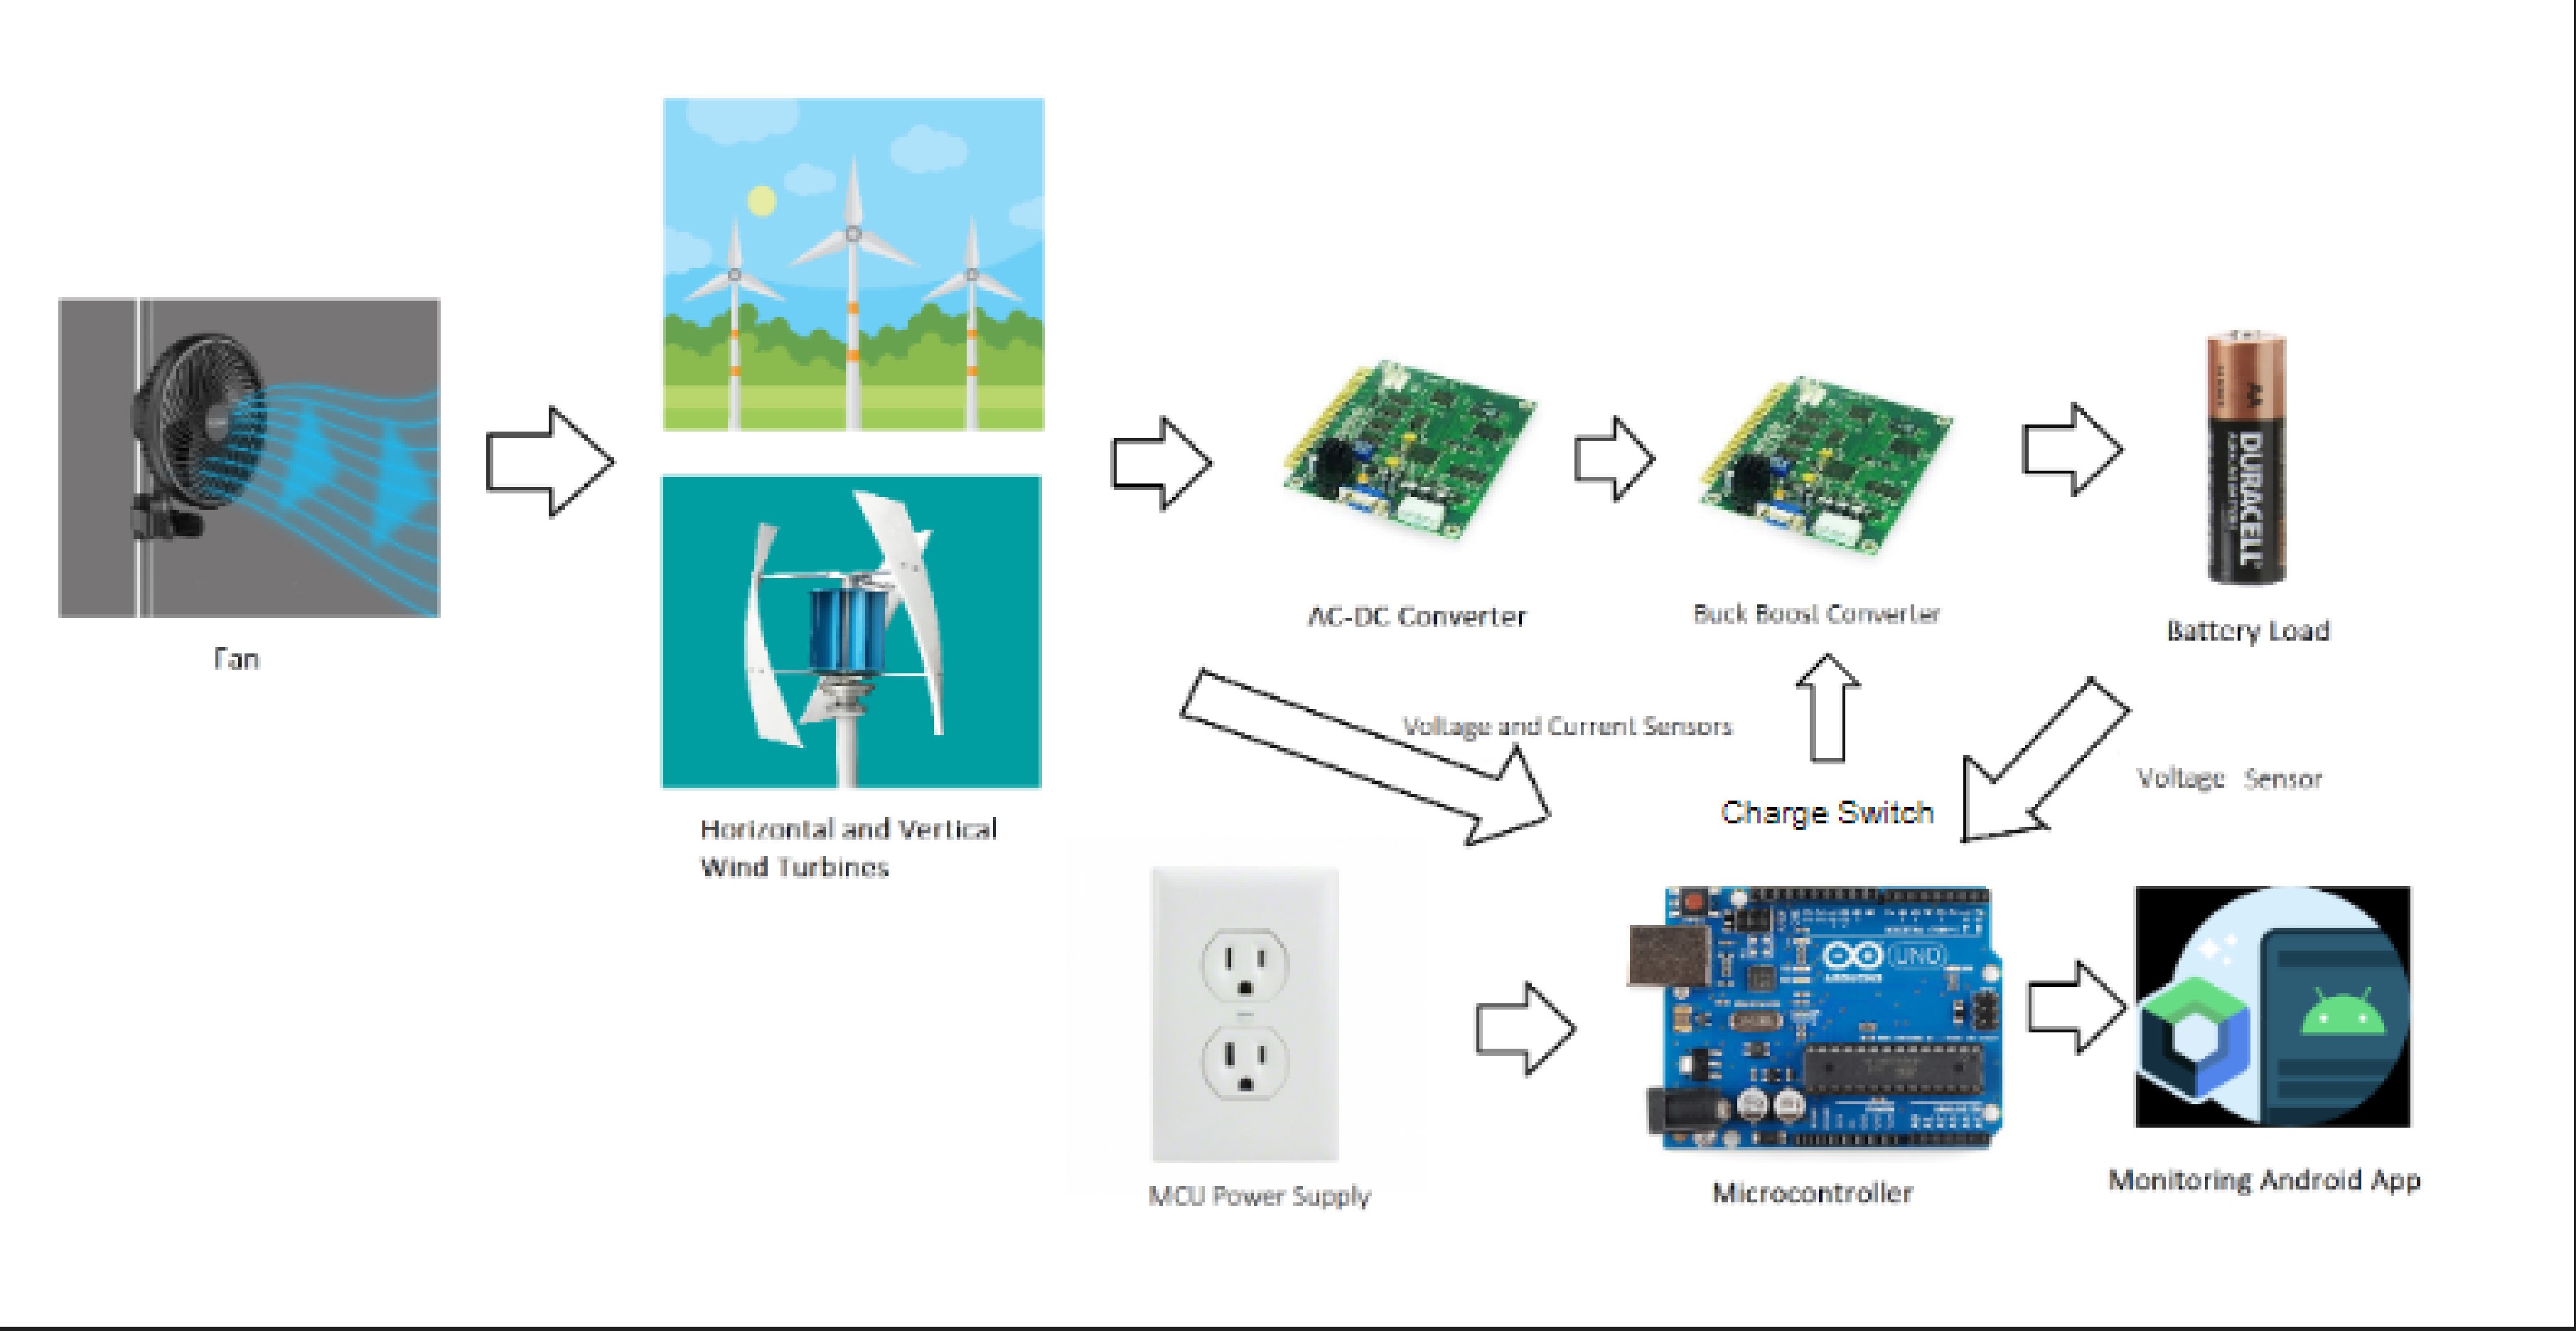 Fan
Horizontal and Vertical
Wind Turbines
AC-DC Converter
Buck Boost Converter
DURACELL
AA
Battery Load
Voltage and Current Sensors
Charge Switch
Voltage Sensor
UNO
MCU Power Supply
Microcontroller
Monitoring Android App